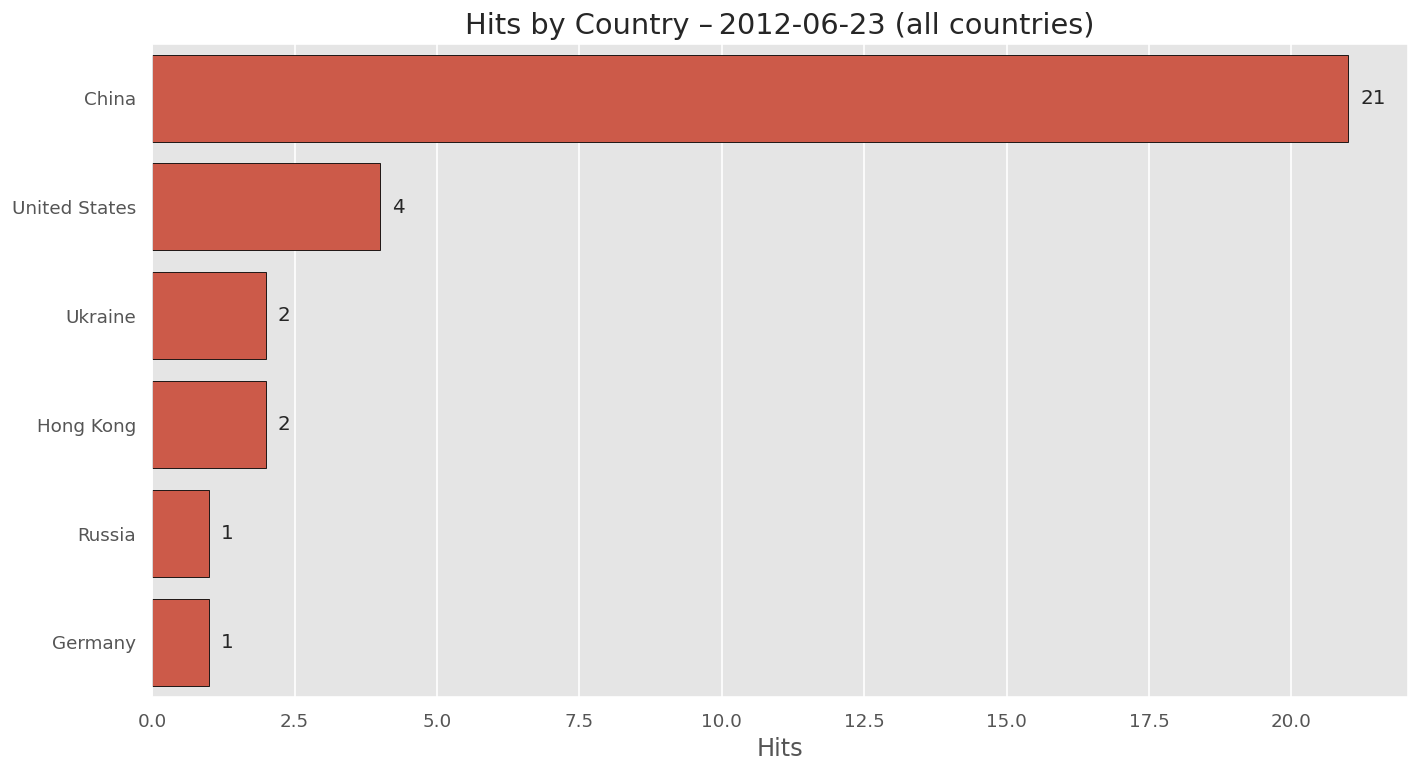 Hits by Country – 2012-06-23 (all countries)
China 21
United States 4
Ukraine 2
Hong Kong 2
Russia 1
Germany 1
0.0 2.5 5.0 7.5 10.0 12.5 15.0 17.5 20.0
Hits